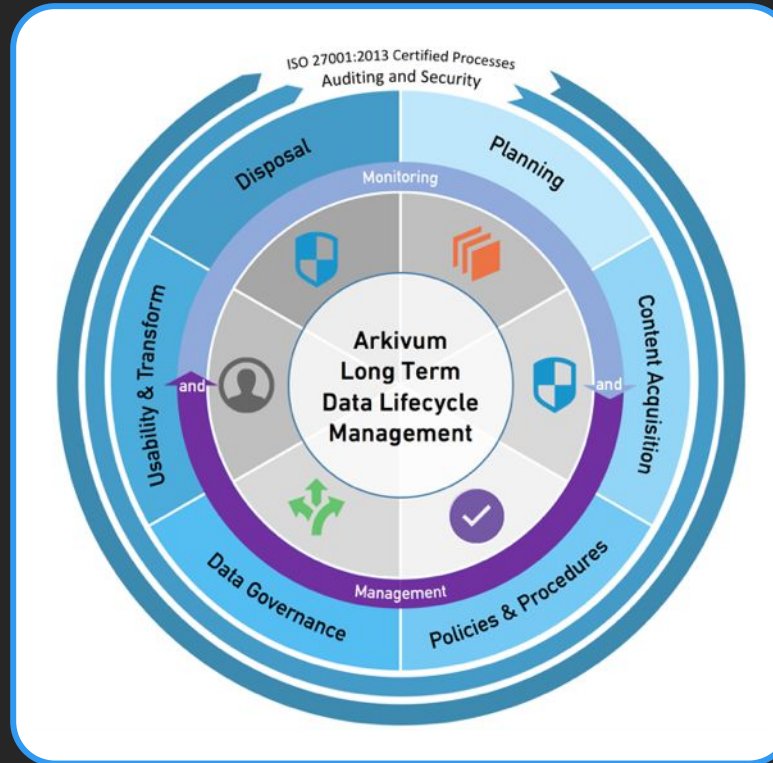 ISO 27001:2013 Certified Processes
Auditing and Security
Disposal
Planning
Monitoring
Usability & Transform
Content Acquisition
and
and
Arkivum
Long Term
Data Lifecycle
Management
Management
Data Governance
Policies & Procedures